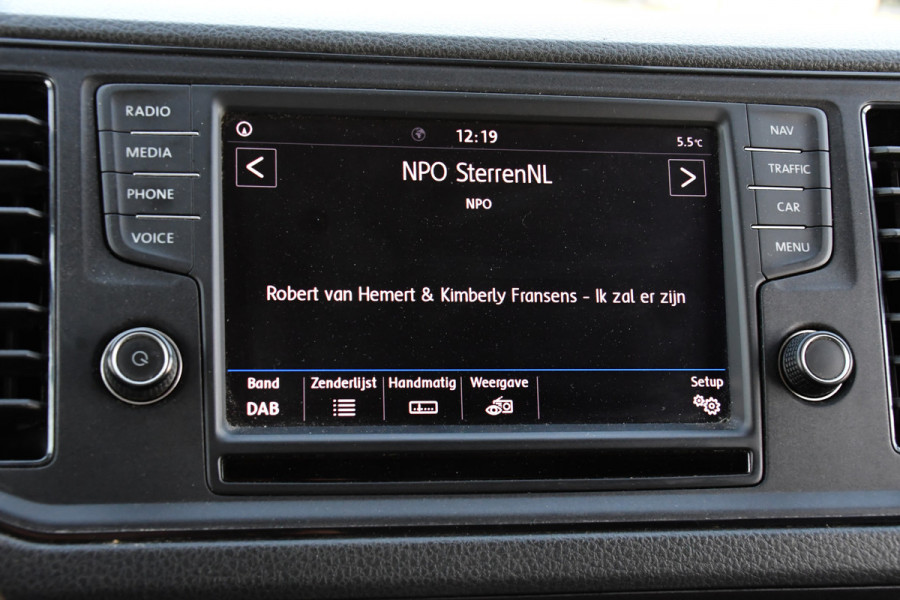 RADIO
MEDIA
PHONE
VOICE
12:19
5.5°C
<
NPO SterrenNL
>
NPO
Robert van Hemert & Kimberly Fransens - Ik zal er zijn
Band
DAB
Zenderlijst
Handmatig
Weergave
Setup
NAV
TRAFFIC
CAR
MENU